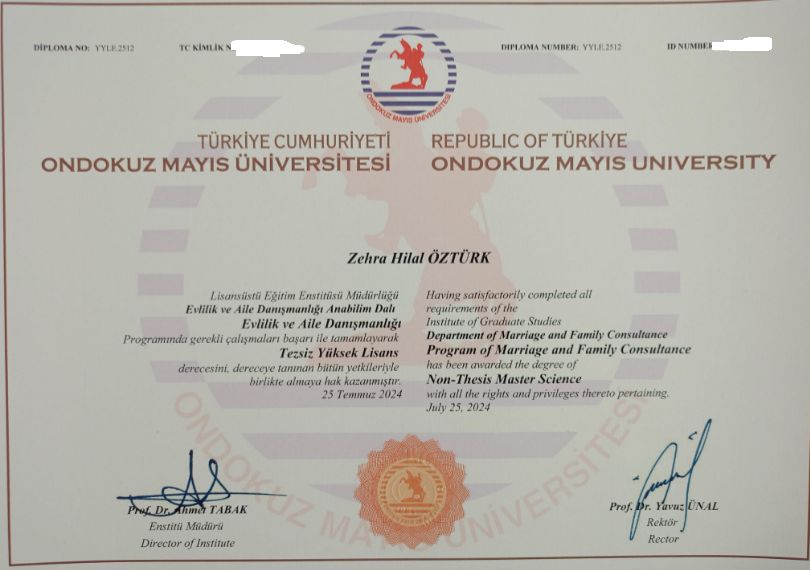 DİPLOMA NO: YYLE.2512
TC KİMLİK N
DIPLOMA NUMBER: YYLE.2512
ID NUMBER
ONDOKUZ MAYIS ÜNİVERSİTESİ
TÜRKİYE CUMHURİYETİ
ONDOKUZ MAYIS ÜNİVERSİTESİ
REPUBLIC OF TÜRKİYE
ONDOKUZ MAYIS UNIVERSITY
Zehra Hilal ÖZTÜRK
Lisansüstü Eğitim Enstitüsü Müdürlüğü
Evlilik ve Aile Danışmanlığı Anabilim Dalı
Evlilik ve Aile Danışmanlığı
Programında gerekli çalışmaları başarı ile tamamlayarak
Tezsiz Yüksek Lisans
derecesini, dereceye tanınan bütün yetkileriyle
birlikte almaya hak kazanmıştır.
25 Temmuz 2024
Having satisfactorily completed all
requirements of the
Institute of Graduate Studies
Department of Marriage and Family Consultance
Program of Marriage and Family Consultance
has been awarded the degree of
Non-Thesis Master Science
with all the rights and privileges thereto pertaining.
July 25, 2024
ONDOKUZ MAYIS ÜNİVERSİTESİ
Prof. Dr. Ahmet TABAK
Enstitü Müdürü
Director of Institute
Prof. Dr. Yavuz ÜNAL
Rektör
Rector